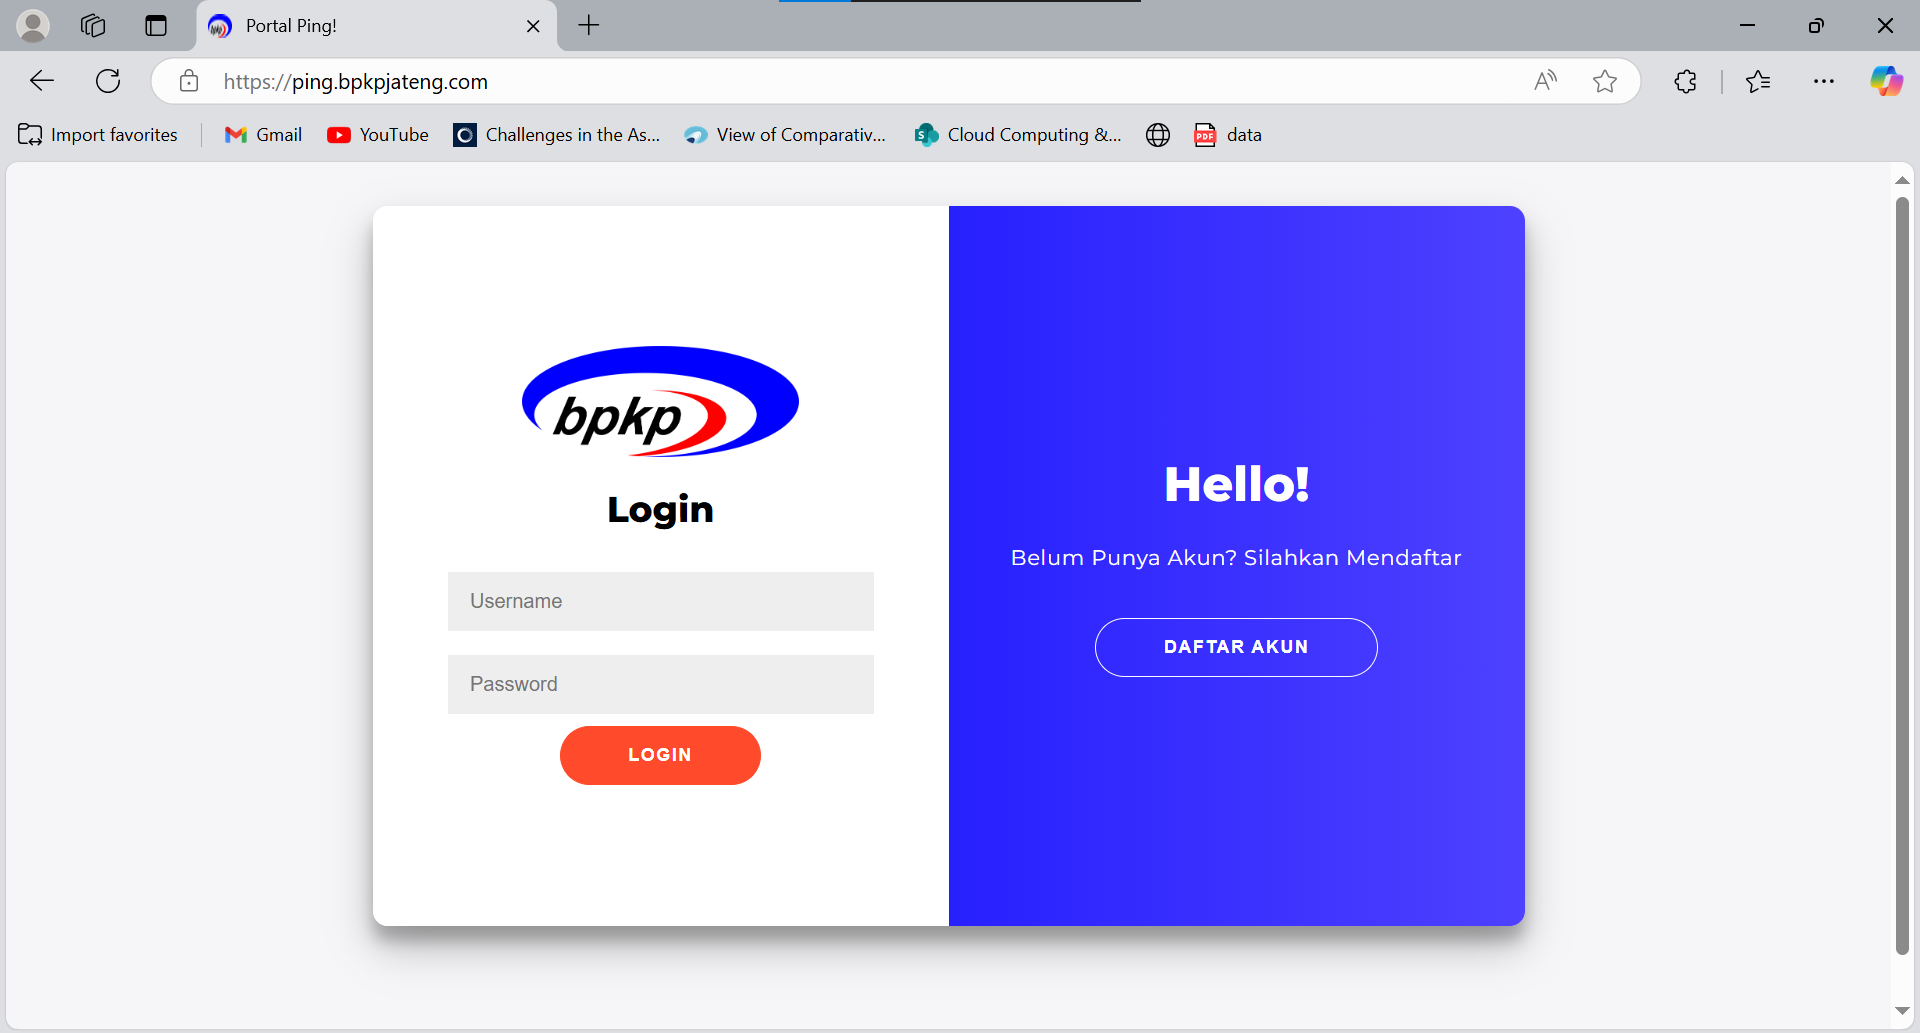 Portal Ping!
https://ping.bpkpjateng.com
Import favorites
Gmail
YouTube
Challenges in the As...
View of Comparativ...
Cloud Computing &...
data
bpkp
Login
Username
Password
LOGIN
Hello!
Belum Punya Akun? Silahkan Mendaftar
DAFTAR AKUN